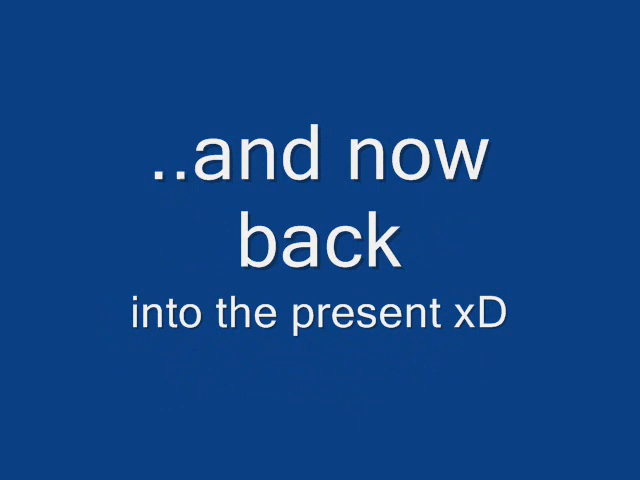 ..and now
back
into the present xD